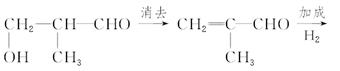 CH₂—CH—CHO 消去 CH₂=C—CHO 加成
OH CH₃ CH₃ H₂